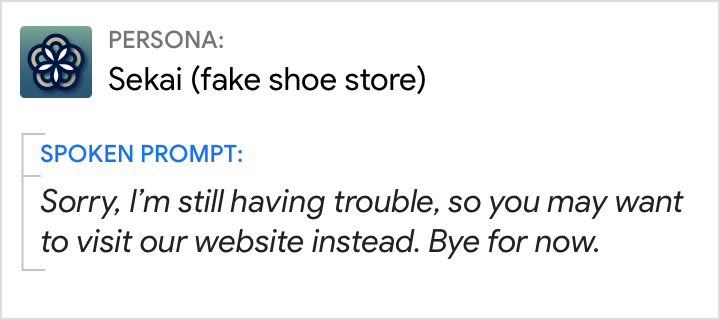 PERSONA:
Sekai (fake shoe store)
SPOKEN PROMPT:
Sorry, I’m still having trouble, so you may want
to visit our website instead. Bye for now.